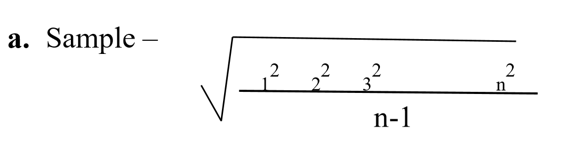 a. Sample –
1² 2² 3² n²
n-1